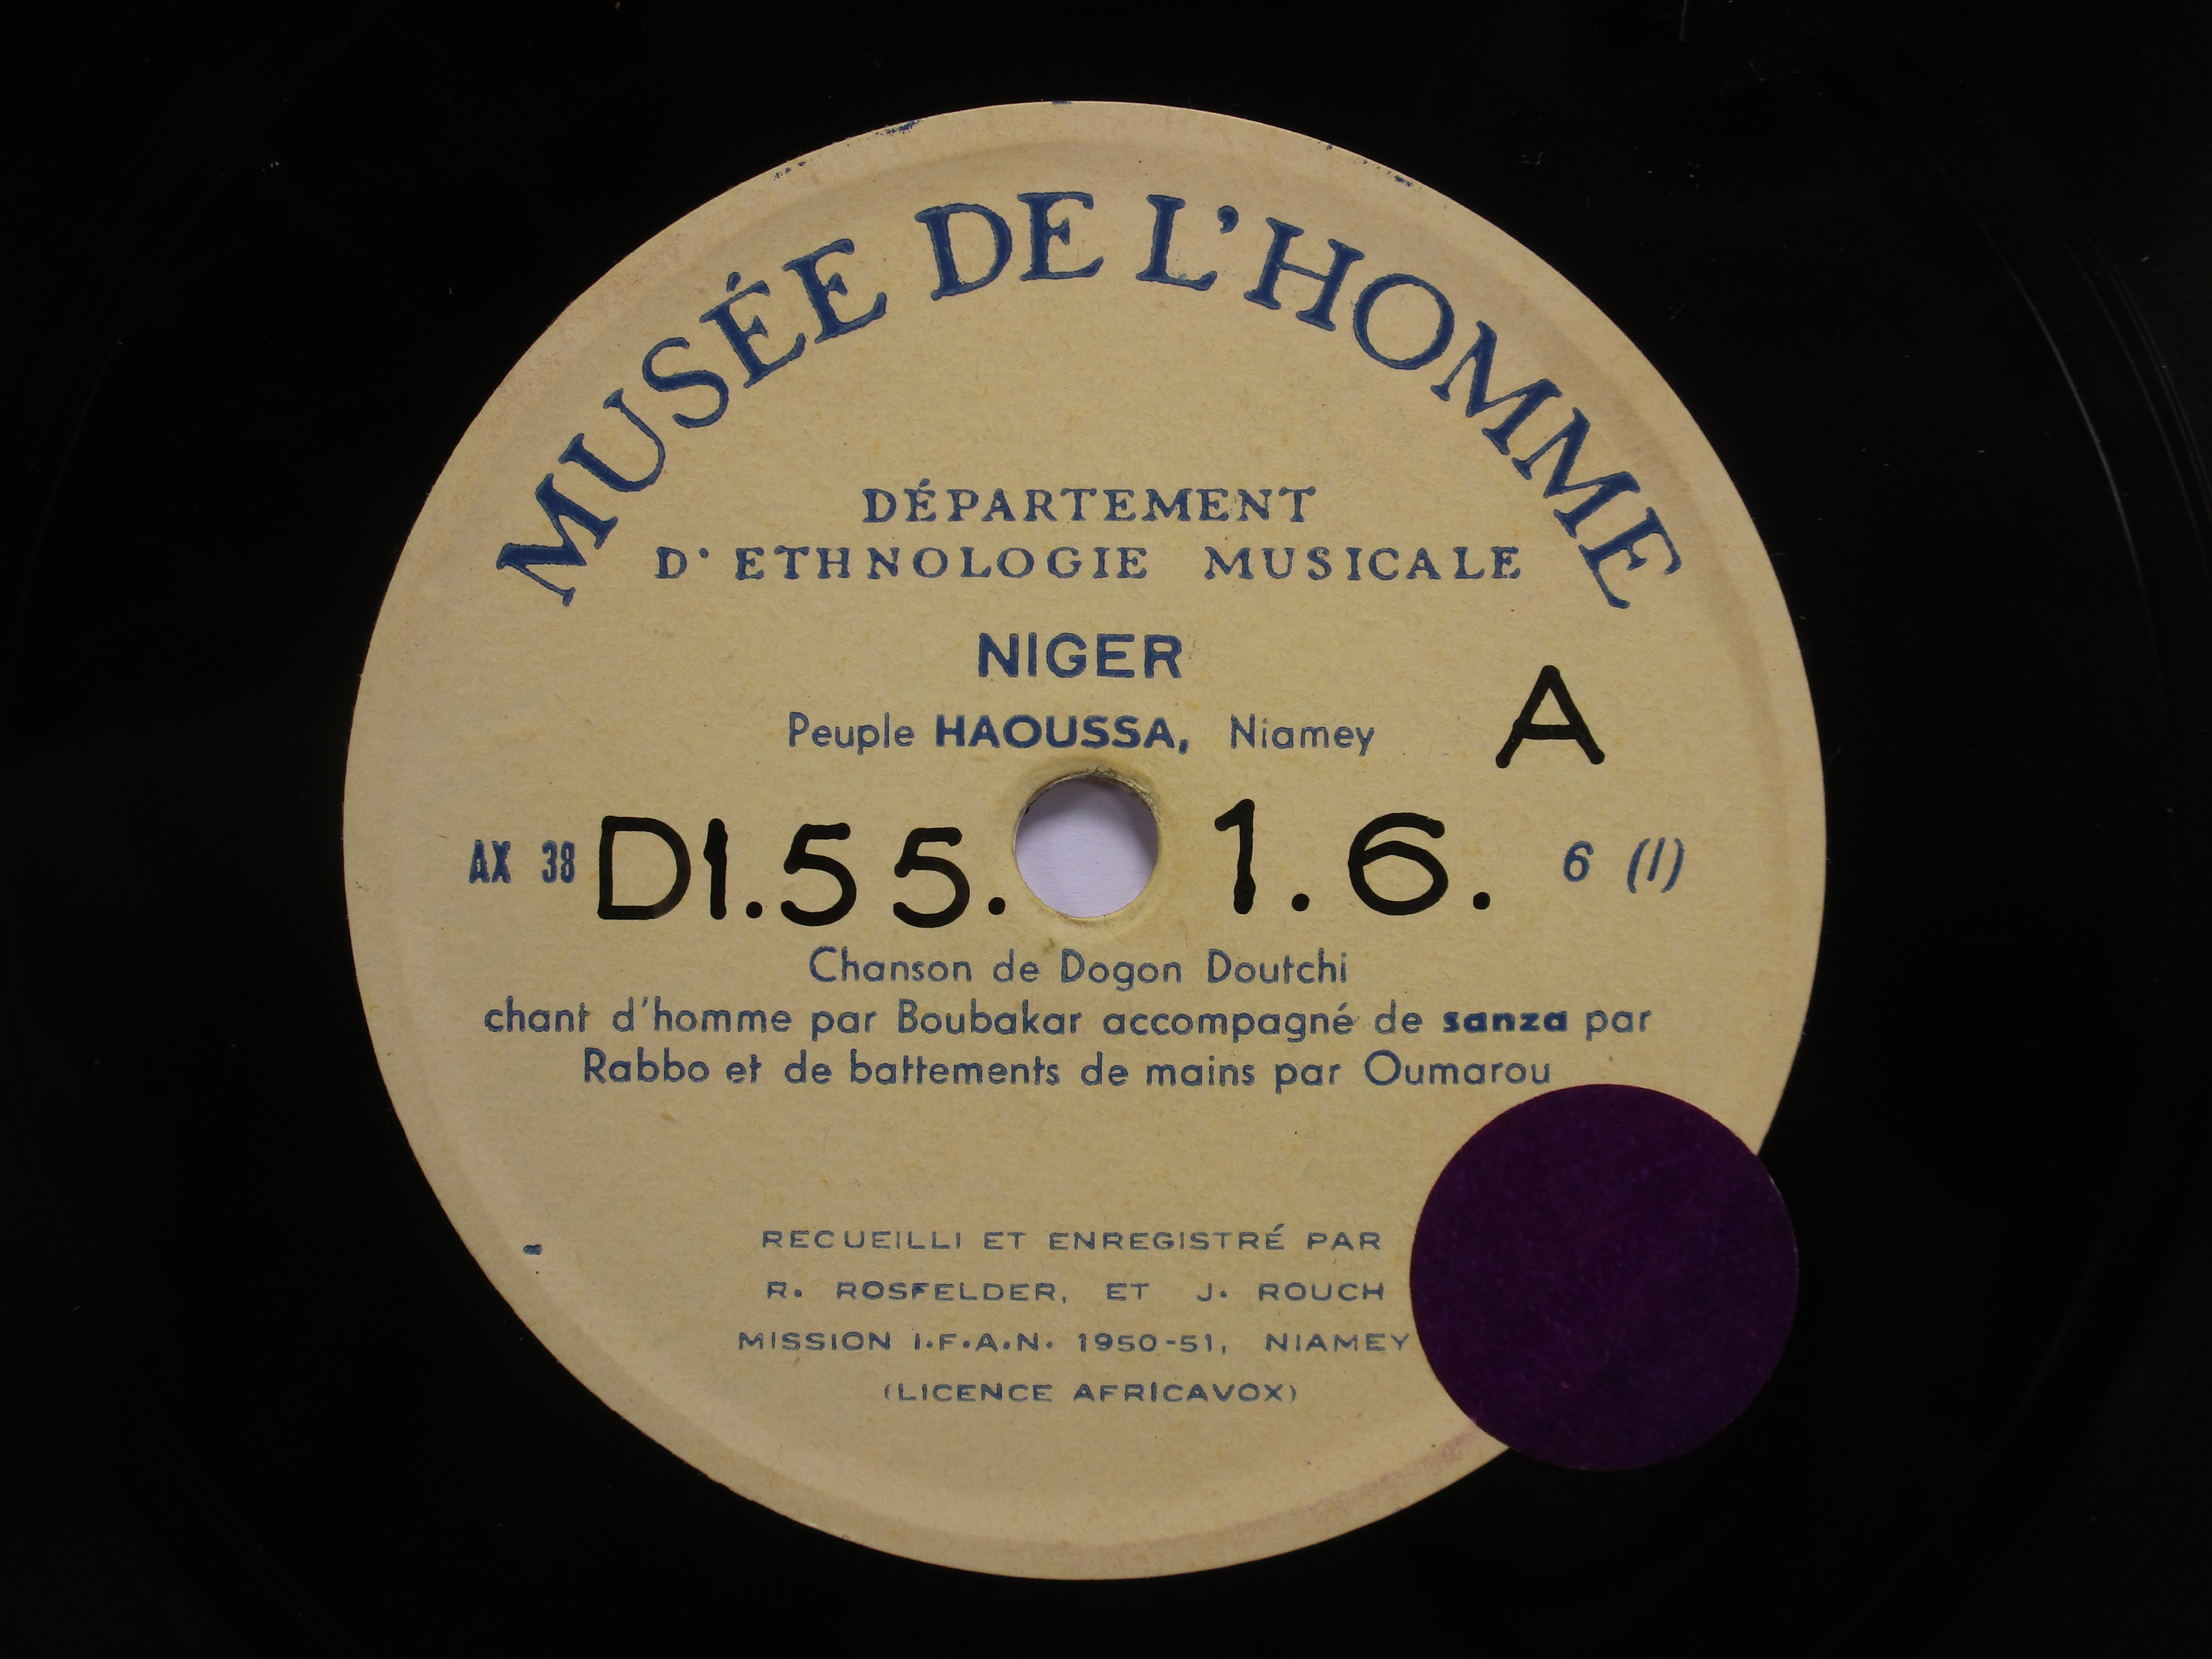 MUSÉE DE L'HOMME
DÉPARTEMENT
D'ETHNOLOGIE MUSICALE
NIGER
Peuple HAOUSSA, Niamey
A
AX 38 DI.55. 1.6. 6 (I)
Chanson de Dogon Doutchi
chant d'homme par Boubakar accompagné de sanza par
Rabbo et de battements de mains par Oumarou
RECUEILLI ET ENREGISTRÉ PAR
R. ROSFELDER, ET J. ROUCH
MISSION I.F.A.N. 1950-51, NIAMEY
(LICENCE AFRICAVOX)